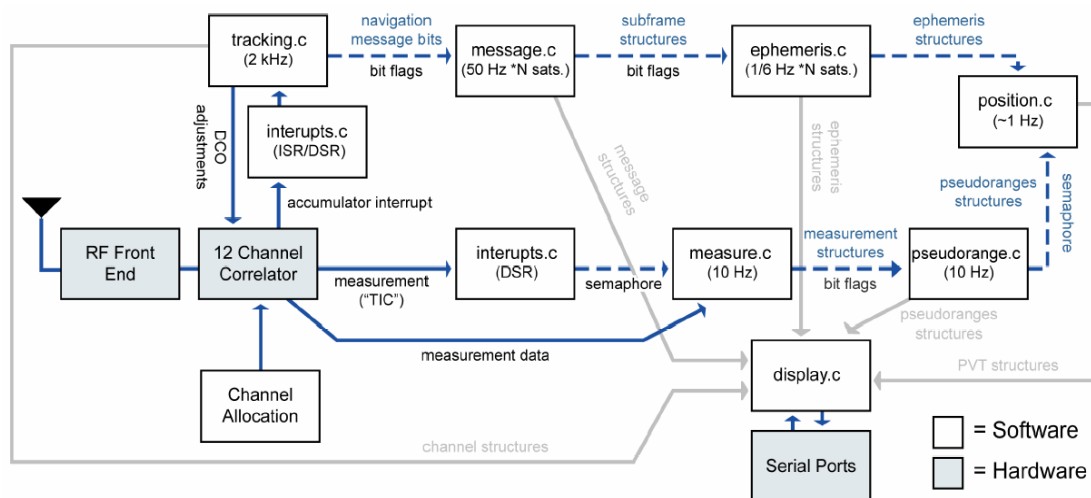 tracking.c
(2 kHz)
navigation
message bits
bit flags
message.c
(50 Hz *N sats.)
subframe
structures
bit flags
ephemeris.c
(1/6 Hz *N sats.)
ephemeris
structures
position.c
(~1 Hz)
DCO
adjustments
interupts.c
(ISR/DSR)
accumulator interrupt
message
structures
ephemeris
structures
pseudoranges
structures
semaphore
RF Front
End
12 Channel
Correlator
measurement
("TIC")
interupts.c
(DSR)
semaphore
measure.c
(10 Hz)
measurement
structures
bit flags
pseudorange.c
(10 Hz)
pseudoranges
structures
measurement data
Channel
Allocation
display.c
PVT structures
channel structures
Serial Ports
= Software
= Hardware